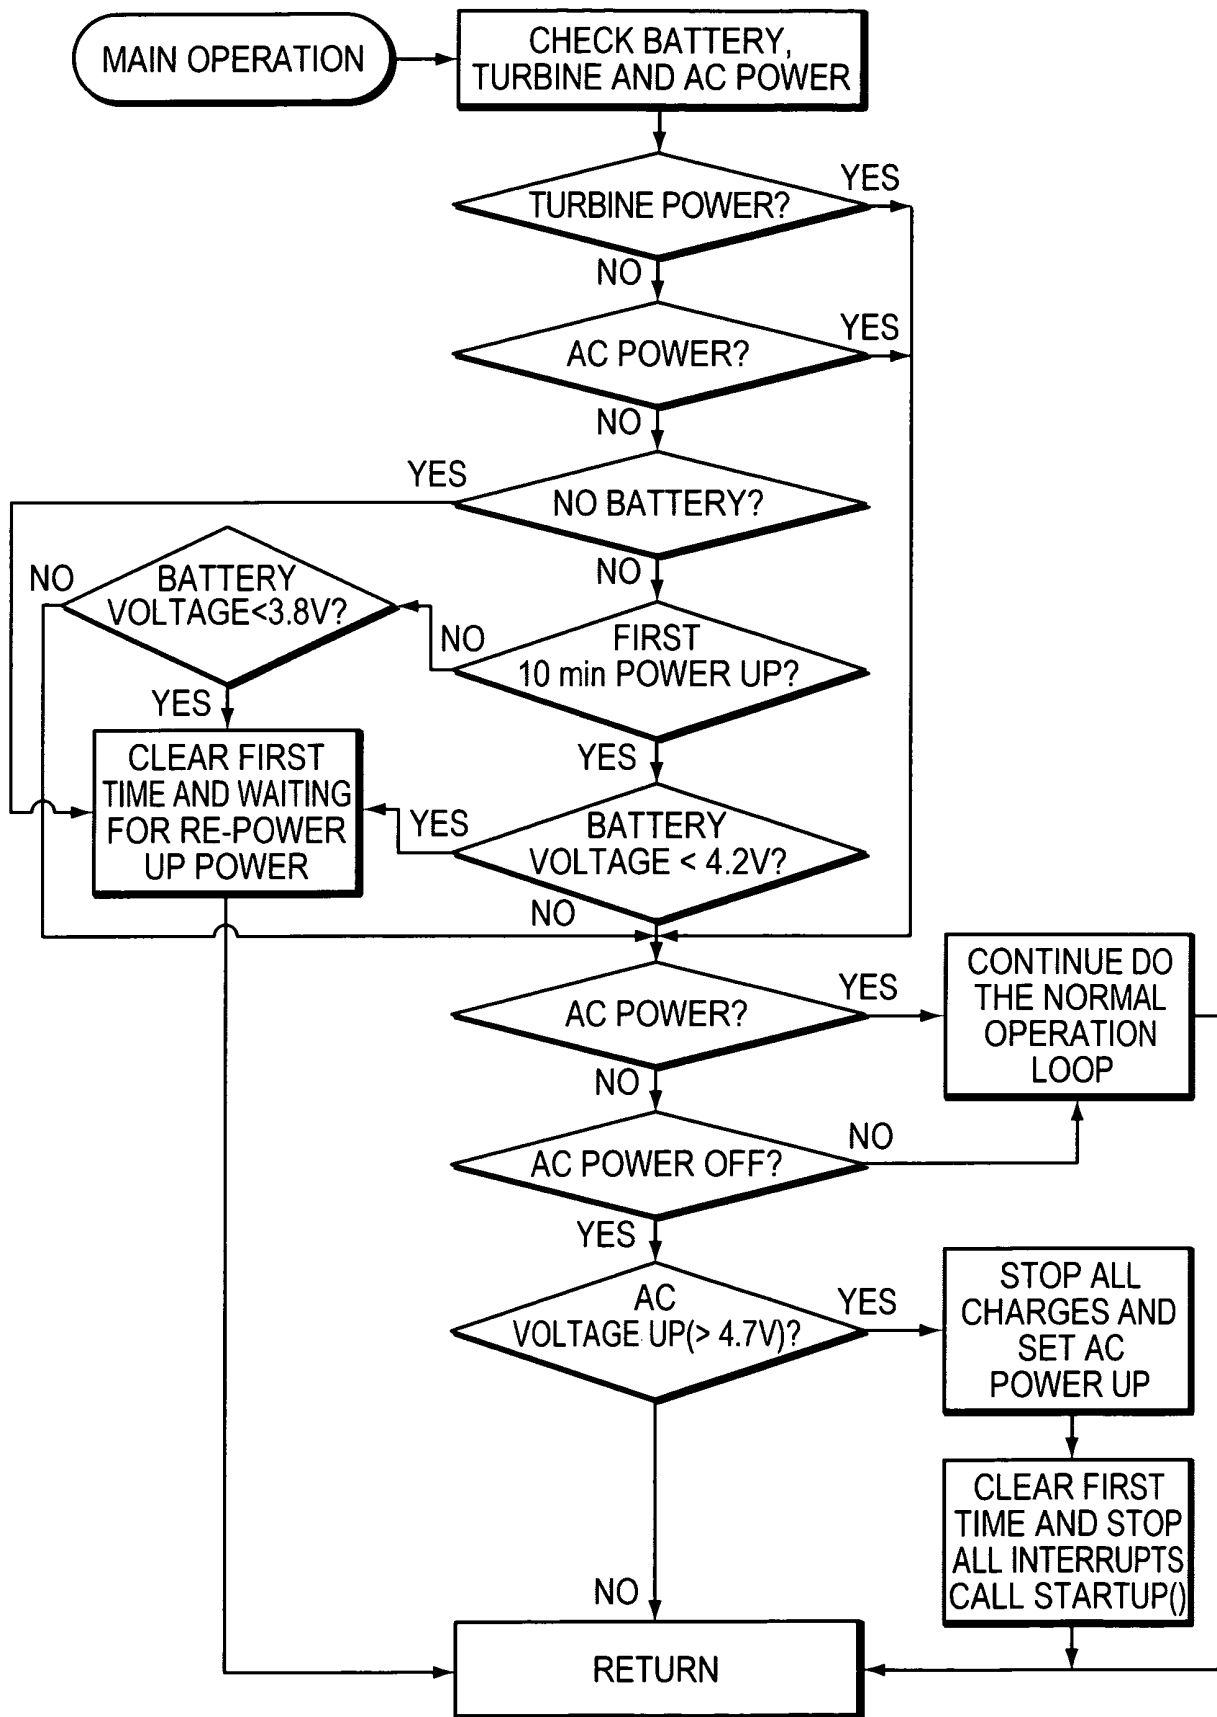 MAIN OPERATION
CHECK BATTERY,
TURBINE AND AC POWER
TURBINE POWER?
YES
NO
AC POWER?
YES
NO
NO BATTERY?
YES
NO
BATTERY
VOLTAGE<3.8V?
NO
YES
FIRST
10 min POWER UP?
NO
YES
CLEAR FIRST
TIME AND WAITING
FOR RE-POWER
UP POWER
BATTERY
VOLTAGE < 4.2V?
YES
NO
AC POWER?
YES
NO
CONTINUE DO
THE NORMAL
OPERATION
LOOP
AC POWER OFF?
NO
YES
AC
VOLTAGE UP(> 4.7V)?
YES
NO
STOP ALL
CHARGES AND
SET AC
POWER UP
CLEAR FIRST
TIME AND STOP
ALL INTERRUPTS
CALL STARTUP()
RETURN